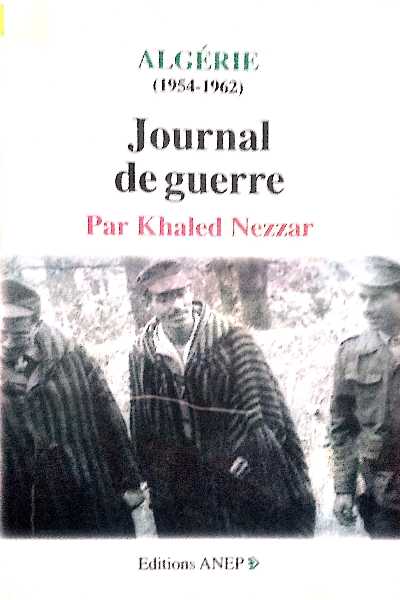 ALGÉRIE
(1954-1962)
Journal
de guerre
Par Khaled Nezzar
Editions ANEP